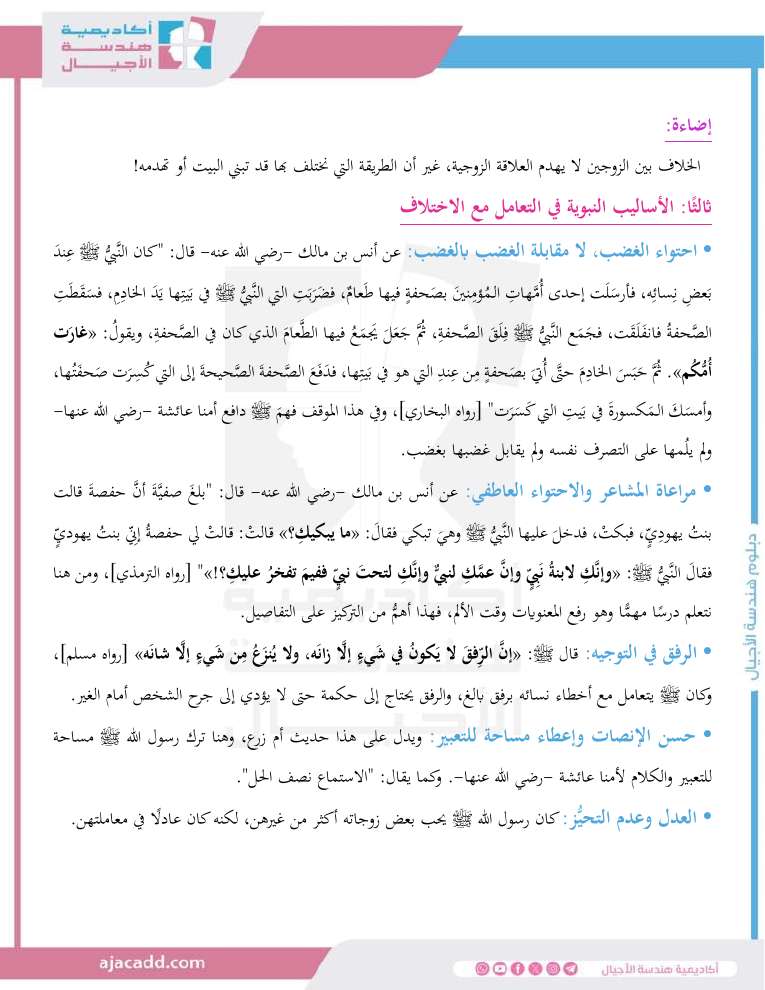 أكاديمية
هندسة
الأجيال
إضاءة:
الخلاف بين الزوجين لا يهدم العلاقة الزوجية، غير أن الطريقة التي نختلف بها قد تبني البيت أو تهدمه!
ثالثًا: الأساليب النبوية في التعامل مع الاختلاف
• احتواء الغضب، لا مقابلة الغضب بالغضب: عن أنس بن مالك –رضي الله عنه– قال: "كان النَّبيُّ ﷺ عِندَ
بَعضِ نِسائِه، فأرسَلَت إحدى أُمَّهاتِ المُؤمِنينَ بصَحفةٍ فيها طَعامٌ، فضَرَبَتِ التي النَّبيُّ ﷺ في بَيتِها يَدَ الخادِمِ، فسَقَطَتِ
الصَّحفةُ فانفَلَقَت، فجَمَع النَّبيُّ ﷺ فِلَقَ الصَّحفةِ، ثُمَّ جَعَلَ يَجمَعُ فيها الطَّعامَ الذي كان في الصَّحفةِ، ويقولُ: «غارَت
أُمُّكُم». ثُمَّ حَبَسَ الخادِمَ حتَّى أُتيَ بصَحفةٍ مِن عِندِ التي هو في بَيتِها، فدَفَعَ الصَّحفةَ الصَّحيحةَ إلى التي كُسِرَت صَحفَتُها،
وأمسَكَ المَكسورةَ في بَيتِ التي كَسَرَت" [رواه البخاري]، وفي هذا الموقف فهمَ ﷺ دافع أمنا عائشة –رضي الله عنها–
ولم يلُمها على التصرف نفسه ولم يقابل غضبها بغضب.
• مراعاة المشاعر والاحتواء العاطفي: عن أنس بن مالك –رضي الله عنه– قال: "بلغَ صفيَّةَ أنَّ حفصةَ قالت
بنتُ يهوديٍّ، فبكتْ، فدخلَ عليها النَّبيُّ ﷺ وهيَ تبكي فقالَ: «ما يبكيكِ؟» قالتْ: قالتْ لي حفصةُ إنِّي بنتُ يهوديٍّ
فقالَ النَّبيُّ ﷺ: «وإنَّكِ لابنةُ نَبِيٍّ وإنَّ عمَّكِ لنبيٌّ وإنَّكِ لتحتَ نبيٍّ ففيمَ تفخرُ عليكِ؟!»" [رواه الترمذي]، ومن هنا
نتعلم درسًا مهمًّا وهو رفع المعنويات وقت الألم، فهذا أهمُّ من التركيز على التفاصيل.
• الرفق في التوجيه: قال ﷺ: «إنَّ الرِّفقَ لا يَكونُ في شَيءٍ إلَّا زانَه، ولا يُنزَعُ مِن شَيءٍ إلَّا شانَه» [رواه مسلم]،
وكان ﷺ يتعامل مع أخطاء نسائه برفق بالغ، والرفق يحتاج إلى حكمة حتى لا يؤدي إلى جرح الشخص أمام الغير.
• حسن الإنصات وإعطاء مساحة للتعبير: ويدل على هذا حديث أم زرع، وهنا ترك رسول الله ﷺ مساحة
للتعبير والكلام لأمنا عائشة –رضي الله عنها–. وكما يقال: "الاستماع نصف الحل".
• العدل وعدم التحيُّز: كان رسول الله ﷺ يحب بعض زوجاته أكثر من غيرهن، لكنه كان عادلًا في معاملتهن.
أكاديمية
هندسة
الأجيال
دبلوم هندسة الأجيال
ajacadd.com
أكاديمية هندسة الأجيال